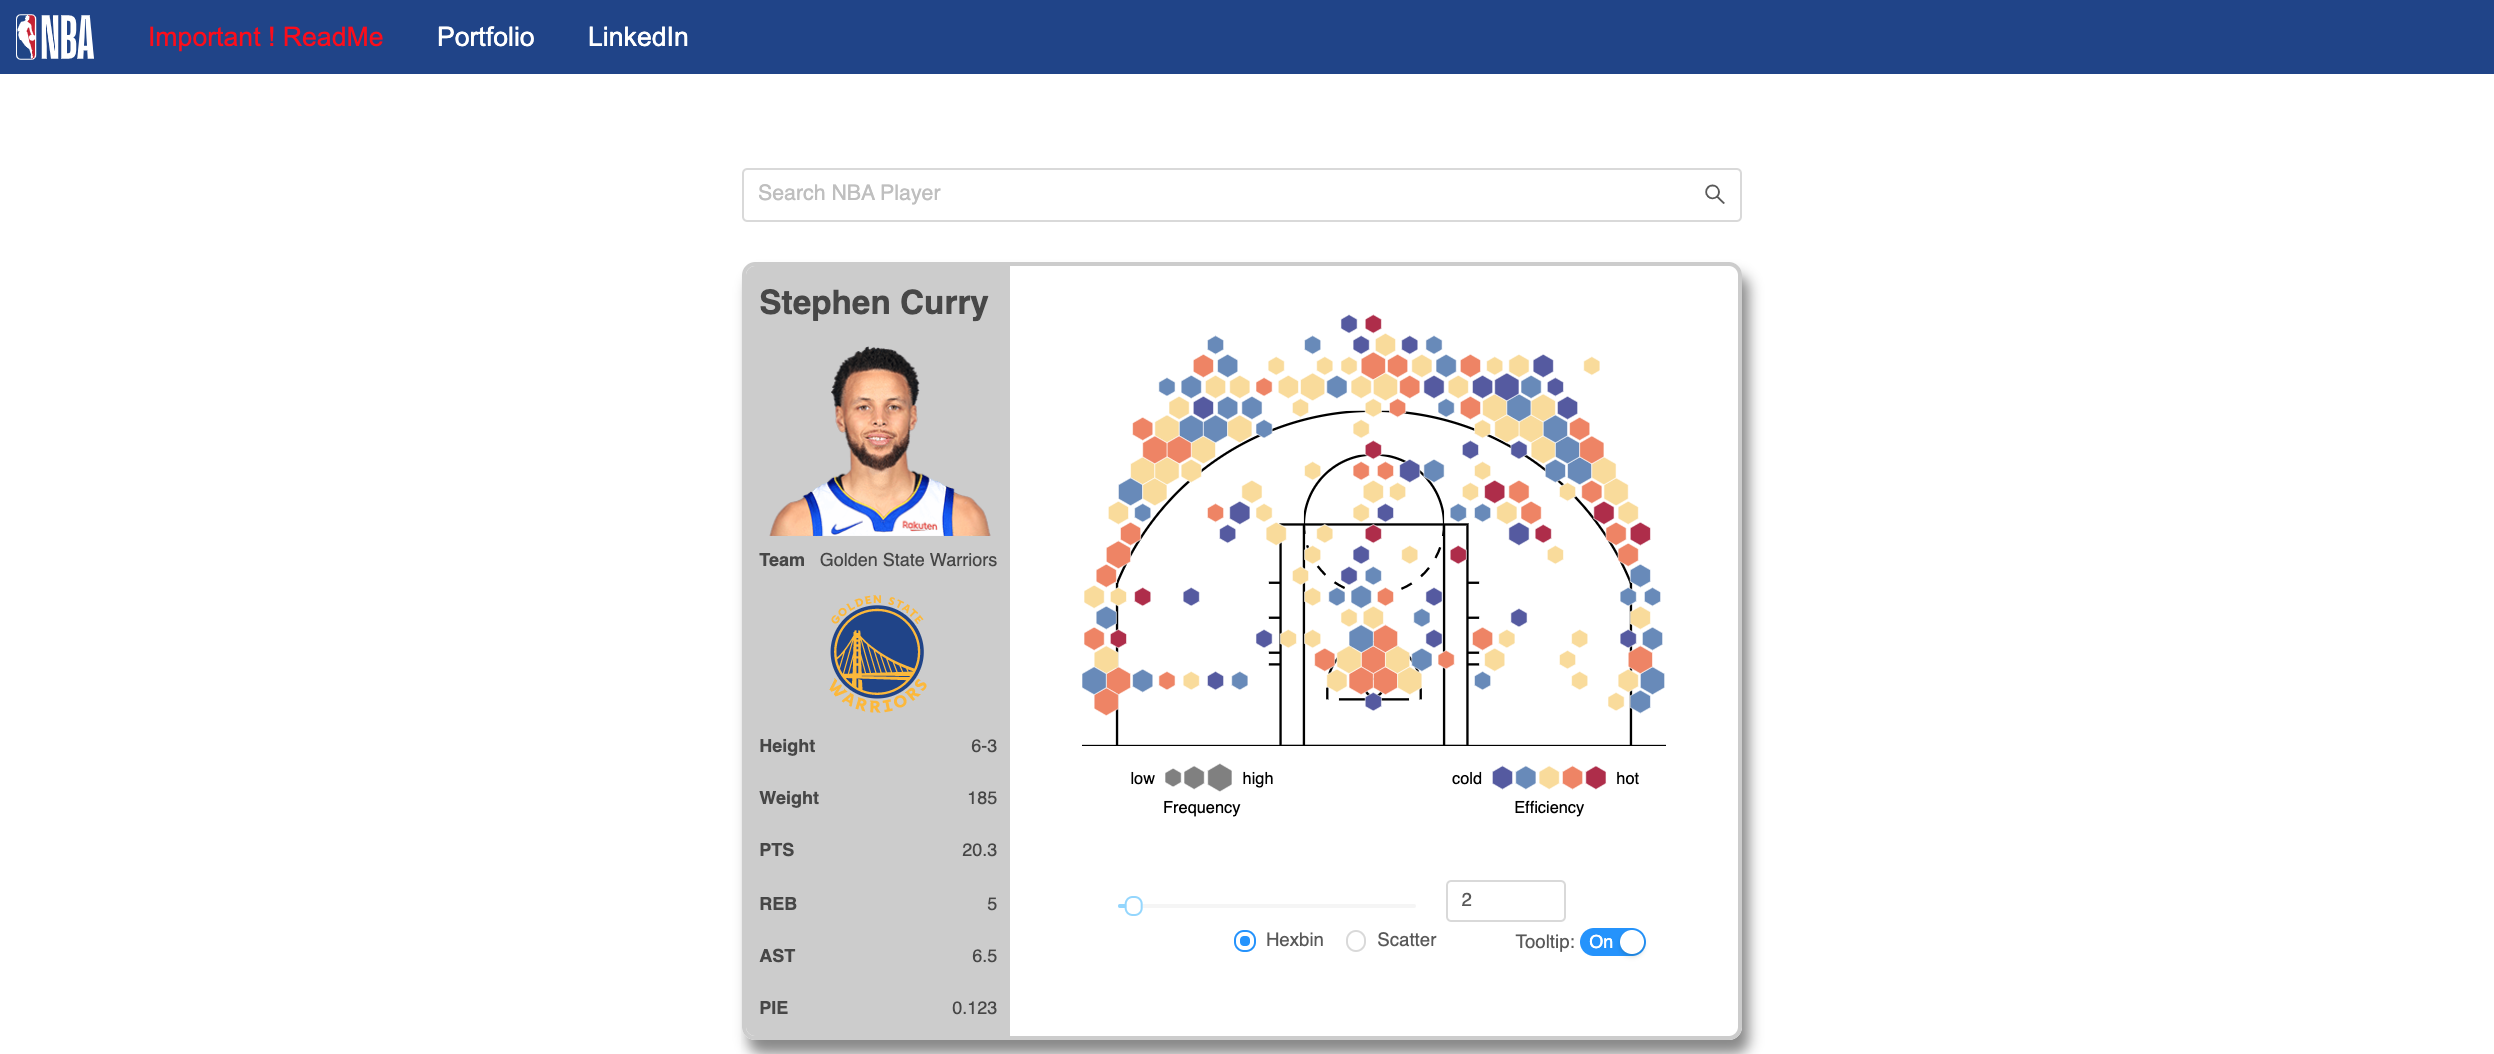 NBA
Important ! ReadMe
Portfolio
LinkedIn
Search NBA Player
Stephen Curry
Rakuten
Team Golden State Warriors
GOLDEN STATE
WARRIORS
Height 6-3
Weight 185
PTS 20.3
REB 5
AST 6.5
PIE 0.123
low high
Frequency
cold hot
Efficiency
2
Hexbin Scatter
Tooltip: On